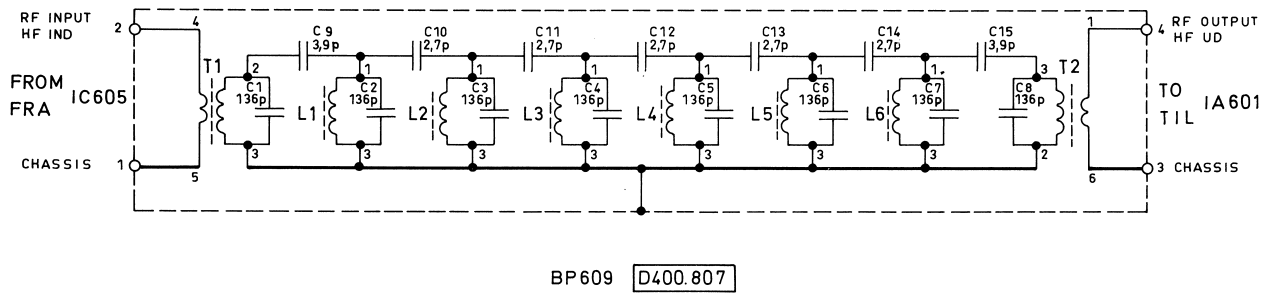 RF INPUT
HF IND
2
4
C9
3,9p
C10
2,7p
C11
2,7p
C12
2,7p
C13
2,7p
C14
2,7p
C15
3,9p
1
4
RF OUTPUT
HF UD
FROM
FRA
IC605
T1
2
C1
136p
3
L1
1
C2
136p
3
L2
1
C3
136p
3
L3
1
C4
136p
3
L4
1
C5
136p
3
L5
1
C6
136p
3
L6
1
C7
136p
3
C8
136p
3
T2
2
TO
TIL
IA601
CHASSIS
1
5
6
3
CHASSIS
BP609 D400.807